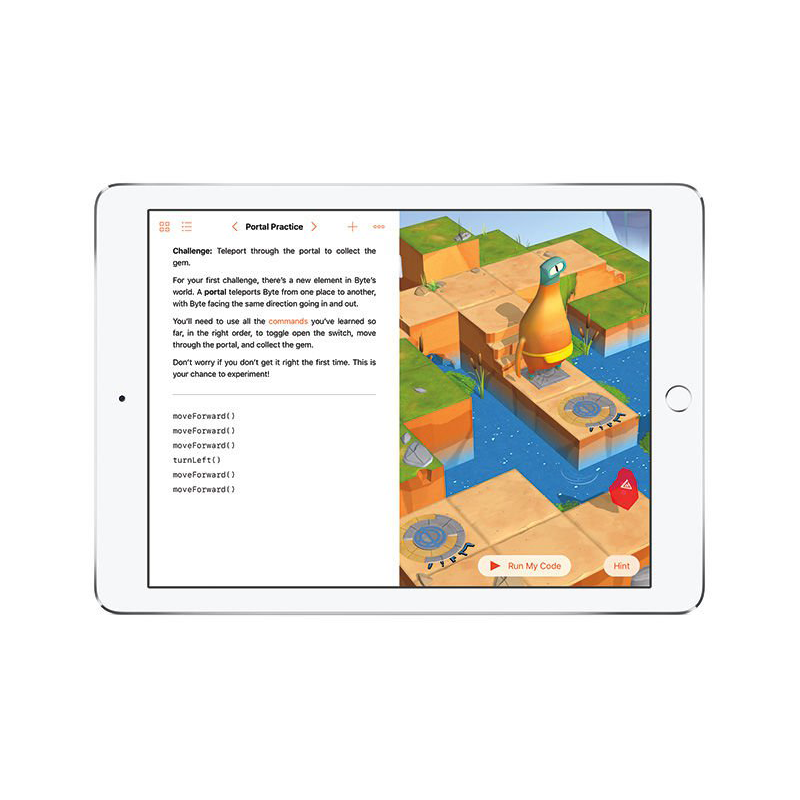 Portal Practice
Challenge: Teleport through the portal to collect the
gem.
For your first challenge, there's a new element in Byte's
world. A portal teleports Byte from one place to another,
with Byte facing the same direction going in and out.
You'll need to use all the commands you've learned so
far, in the right order, to toggle open the switch, move
through the portal, and collect the gem.
Don't worry if you don't get it right the first time. This is
your chance to experiment!
moveForward()
moveForward()
moveForward()
turnLeft()
moveForward()
moveForward()
Run My Code
Hint